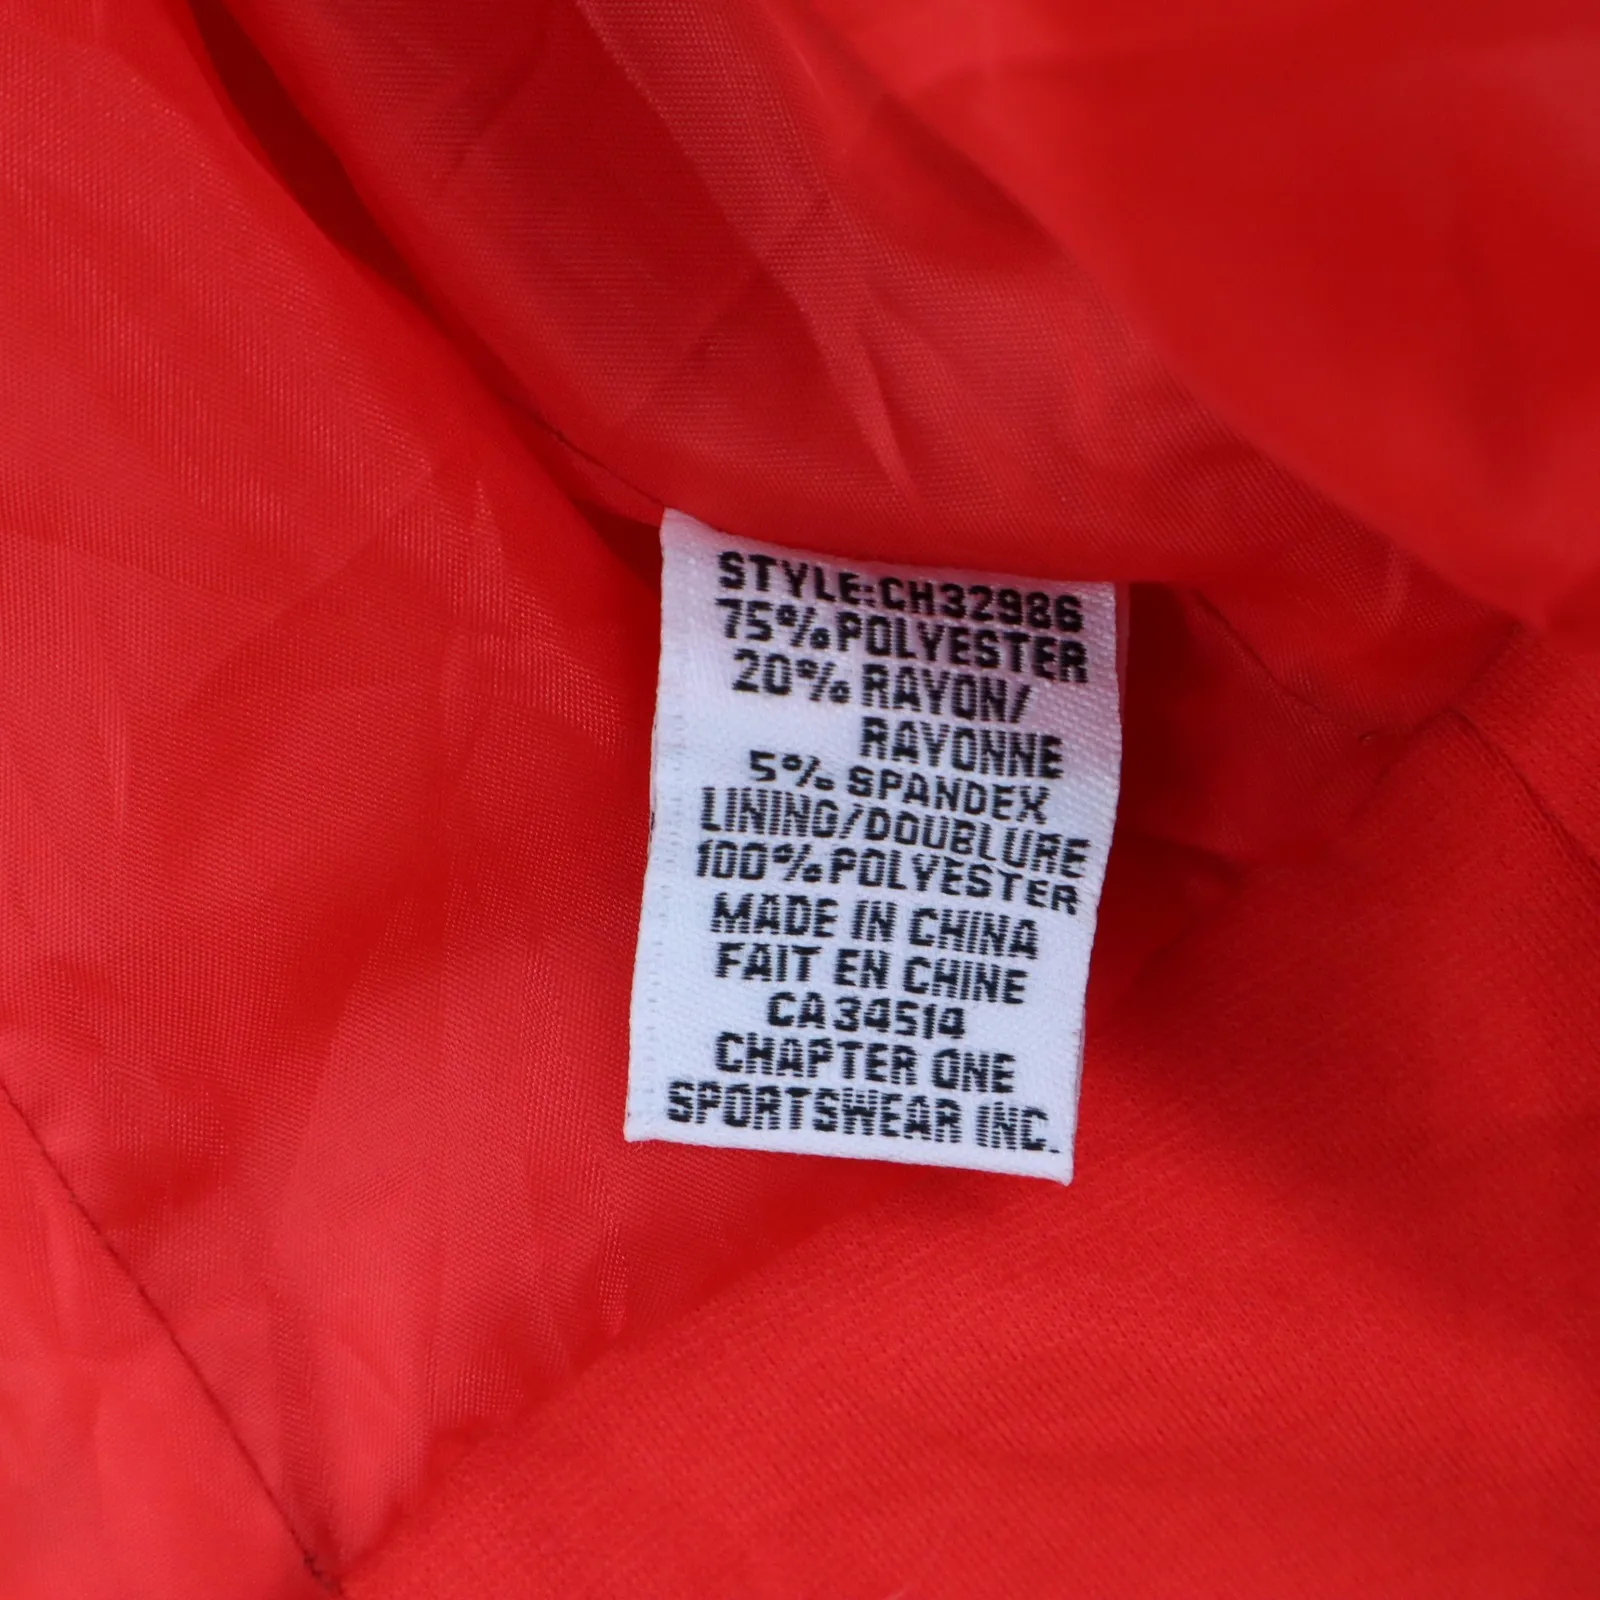 STYLE:CH32986
75% POLYESTER
20% RAYON/
RAYONNE
5% SPANDEX
LINING/DOUBLURE
100% POLYESTER
MADE IN CHINA
FAIT EN CHINE
CA34514
CHAPTER ONE
SPORTSWEAR INC.